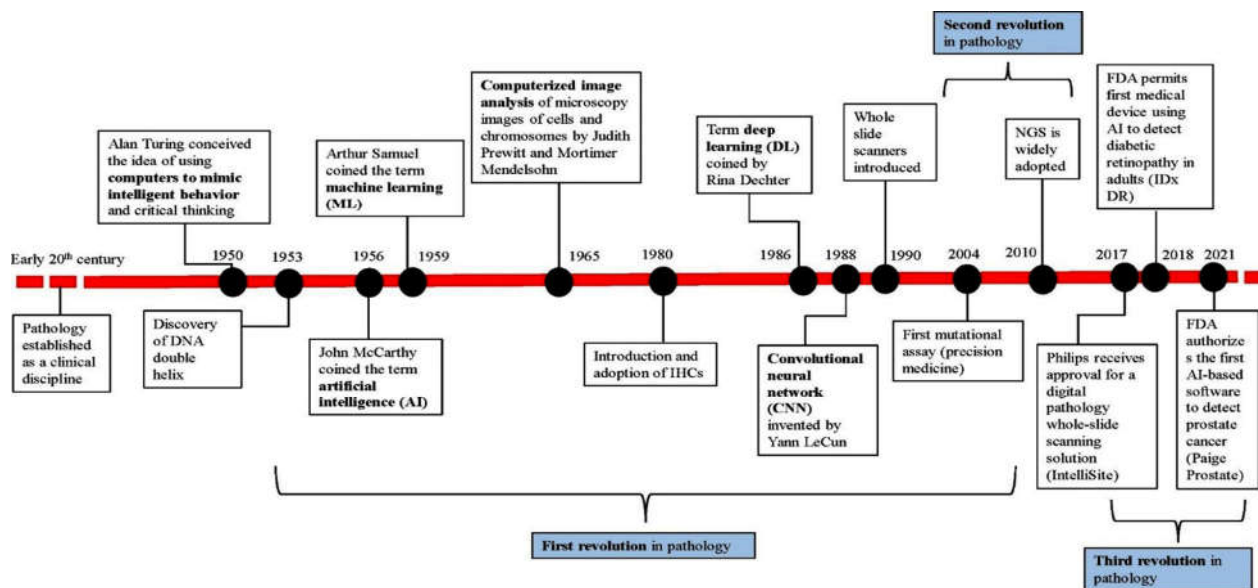 Second revolution
in pathology
FDA permits
first medical
device using
AI to detect
diabetic
retinopathy in
adults (IDx
DR)
Computerized image
analysis of microscopy
images of cells and
chromosomes by Judith
Prewitt and Mortimer
Mendelsohn
Alan Turing conceived
the idea of using
computers to mimic
intelligent behavior
and critical thinking
Arthur Samuel
coined the term
machine learning
(ML)
Term deep
learning (DL)
coined by
Rina Dechter
Whole
slide
scanners
introduced
NGS is
widely
adopted
Early 20th century
1950
1953
1956
1959
1965
1980
1986
1988
1990
2004
2010
2017
2018
2021
Pathology
established
as a clinical
discipline
Discovery
of DNA
double
helix
John McCarthy
coined the term
artificial
intelligence (AI)
Introduction and
adoption of IHCs
Convolutional
neural
network
(CNN)
invented by
Yann LeCun
First mutational
assay (precision
medicine)
Philips receives
approval for a
digital
pathology
whole-slide
scanning
solution
(IntelliSite)
FDA
authorize
s the first
AI-based
software
to detect
prostate
cancer
(Paige
Prostate)
First revolution in pathology
Third revolution in
pathology